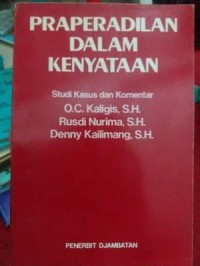 PRAPERADILAN
DALAM
KENYATAAN
Studi Kasus dan Komentar
O.C. Kaligis, S.H.
Rusdi Nurima, S.H.
Denny Kailimang, S.H.
PENERBIT DJAMBATAN